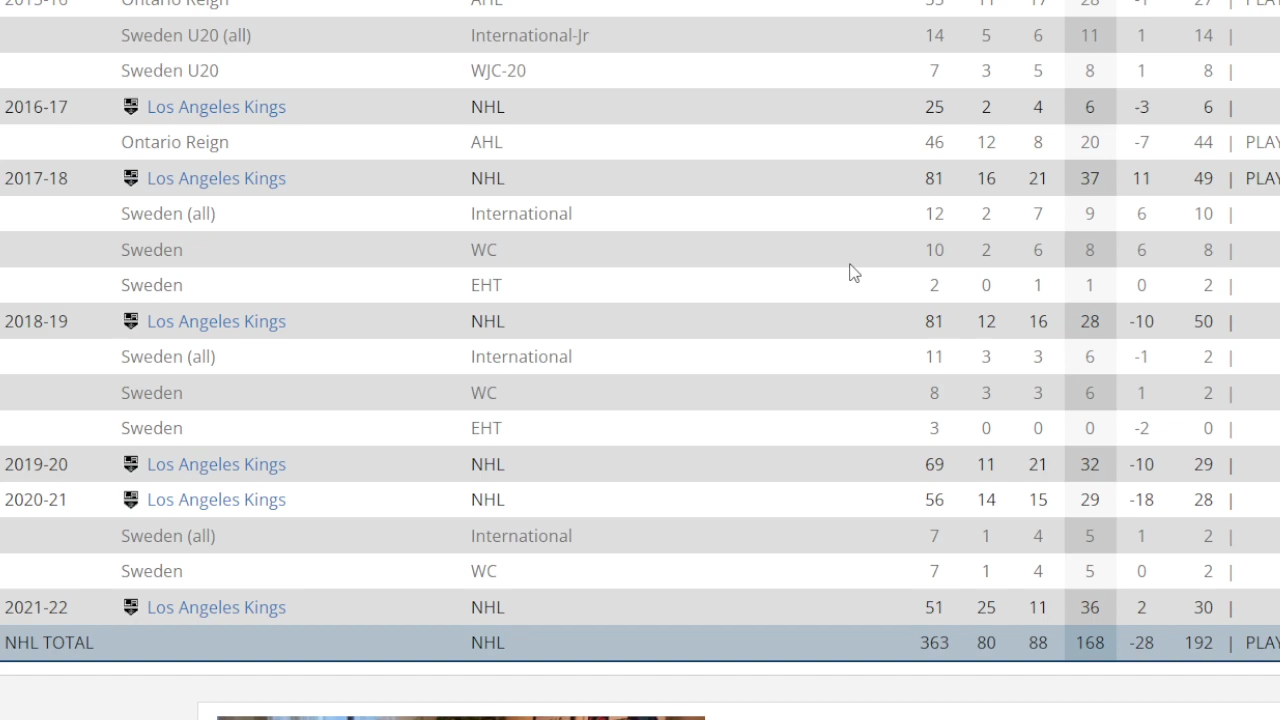 2015-16 Ontario Reign AHL 28 -1 27 | PLAY
Sweden U20 (all) International-Jr 14 5 6 11 1 14 |
Sweden U20 WJC-20 7 3 5 8 1 8 |
2016-17 Los Angeles Kings NHL 25 2 4 6 -3 6 |
Ontario Reign AHL 46 12 8 20 -7 44 | PLAY
2017-18 Los Angeles Kings NHL 81 16 21 37 11 49 | PLAY
Sweden (all) International 12 2 7 9 6 10 |
Sweden WC 10 2 6 8 6 8 |
Sweden EHT 2 0 1 1 0 2 |
2018-19 Los Angeles Kings NHL 81 12 16 28 -10 50 |
Sweden (all) International 11 3 3 6 -1 2 |
Sweden WC 8 3 3 6 1 2 |
Sweden EHT 3 0 0 0 -2 0 |
2019-20 Los Angeles Kings NHL 69 11 21 32 -10 29 |
2020-21 Los Angeles Kings NHL 56 14 15 29 -18 28 |
Sweden (all) International 7 1 4 5 1 2 |
Sweden WC 7 1 4 5 0 2 |
2021-22 Los Angeles Kings NHL 51 25 11 36 2 30 |
NHL TOTAL NHL 363 80 88 168 -28 192 | PLAY